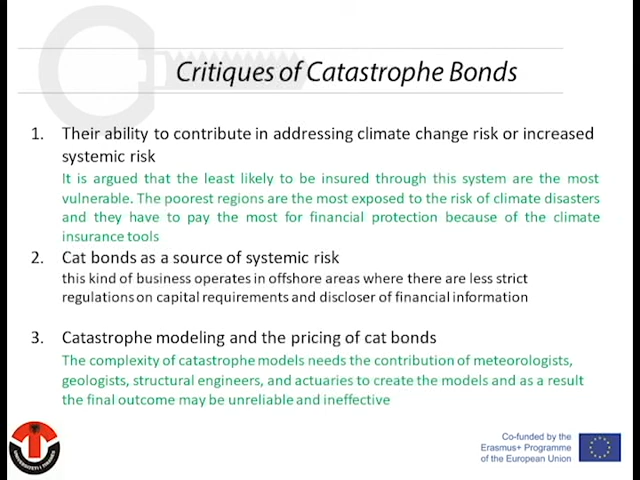 Critiques of Catastrophe Bonds
1. Their ability to contribute in addressing climate change risk or increased
systemic risk
It is argued that the least likely to be insured through this system are the most
vulnerable. The poorest regions are the most exposed to the risk of climate disasters
and they have to pay the most for financial protection because of the climate
insurance tools
2. Cat bonds as a source of systemic risk
this kind of business operates in offshore areas where there are less strict
regulations on capital requirements and discloser of financial information
3. Catastrophe modeling and the pricing of cat bonds
The complexity of catastrophe models needs the contribution of meteorologists,
geologists, structural engineers, and actuaries to create the models and as a result
the final outcome may be unreliable and ineffective
Co-funded by the
Erasmus+ Programme
of the European Union